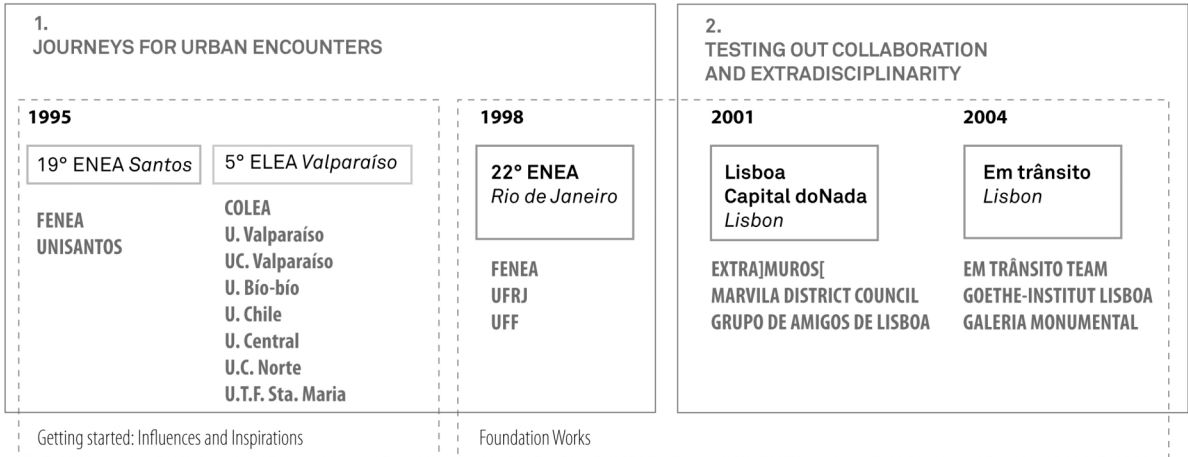 1.
JOURNEYS FOR URBAN ENCOUNTERS
1995
19° ENEA Santos
FENEA
UNISANTOS
5° ELEA Valparaíso
COLEA
U. Valparaíso
UC. Valparaíso
U. Bío-bío
U. Chile
U. Central
U.C. Norte
U.T.F. Sta. Maria
Getting started: Influences and Inspirations
1998
22° ENEA
Rio de Janeiro
FENEA
UFRJ
UFF
2.
TESTING OUT COLLABORATION
AND EXTRADISCIPLINARITY
2001
Lisboa
Capital doNada
Lisbon
EXTRA]MUROS[
MARVILA DISTRICT COUNCIL
GRUPO DE AMIGOS DE LISBOA
2004
Em trânsito
Lisbon
EM TRÂNSITO TEAM
GOETHE-INSTITUT LISBOA
GALERIA MONUMENTAL
Foundation Works